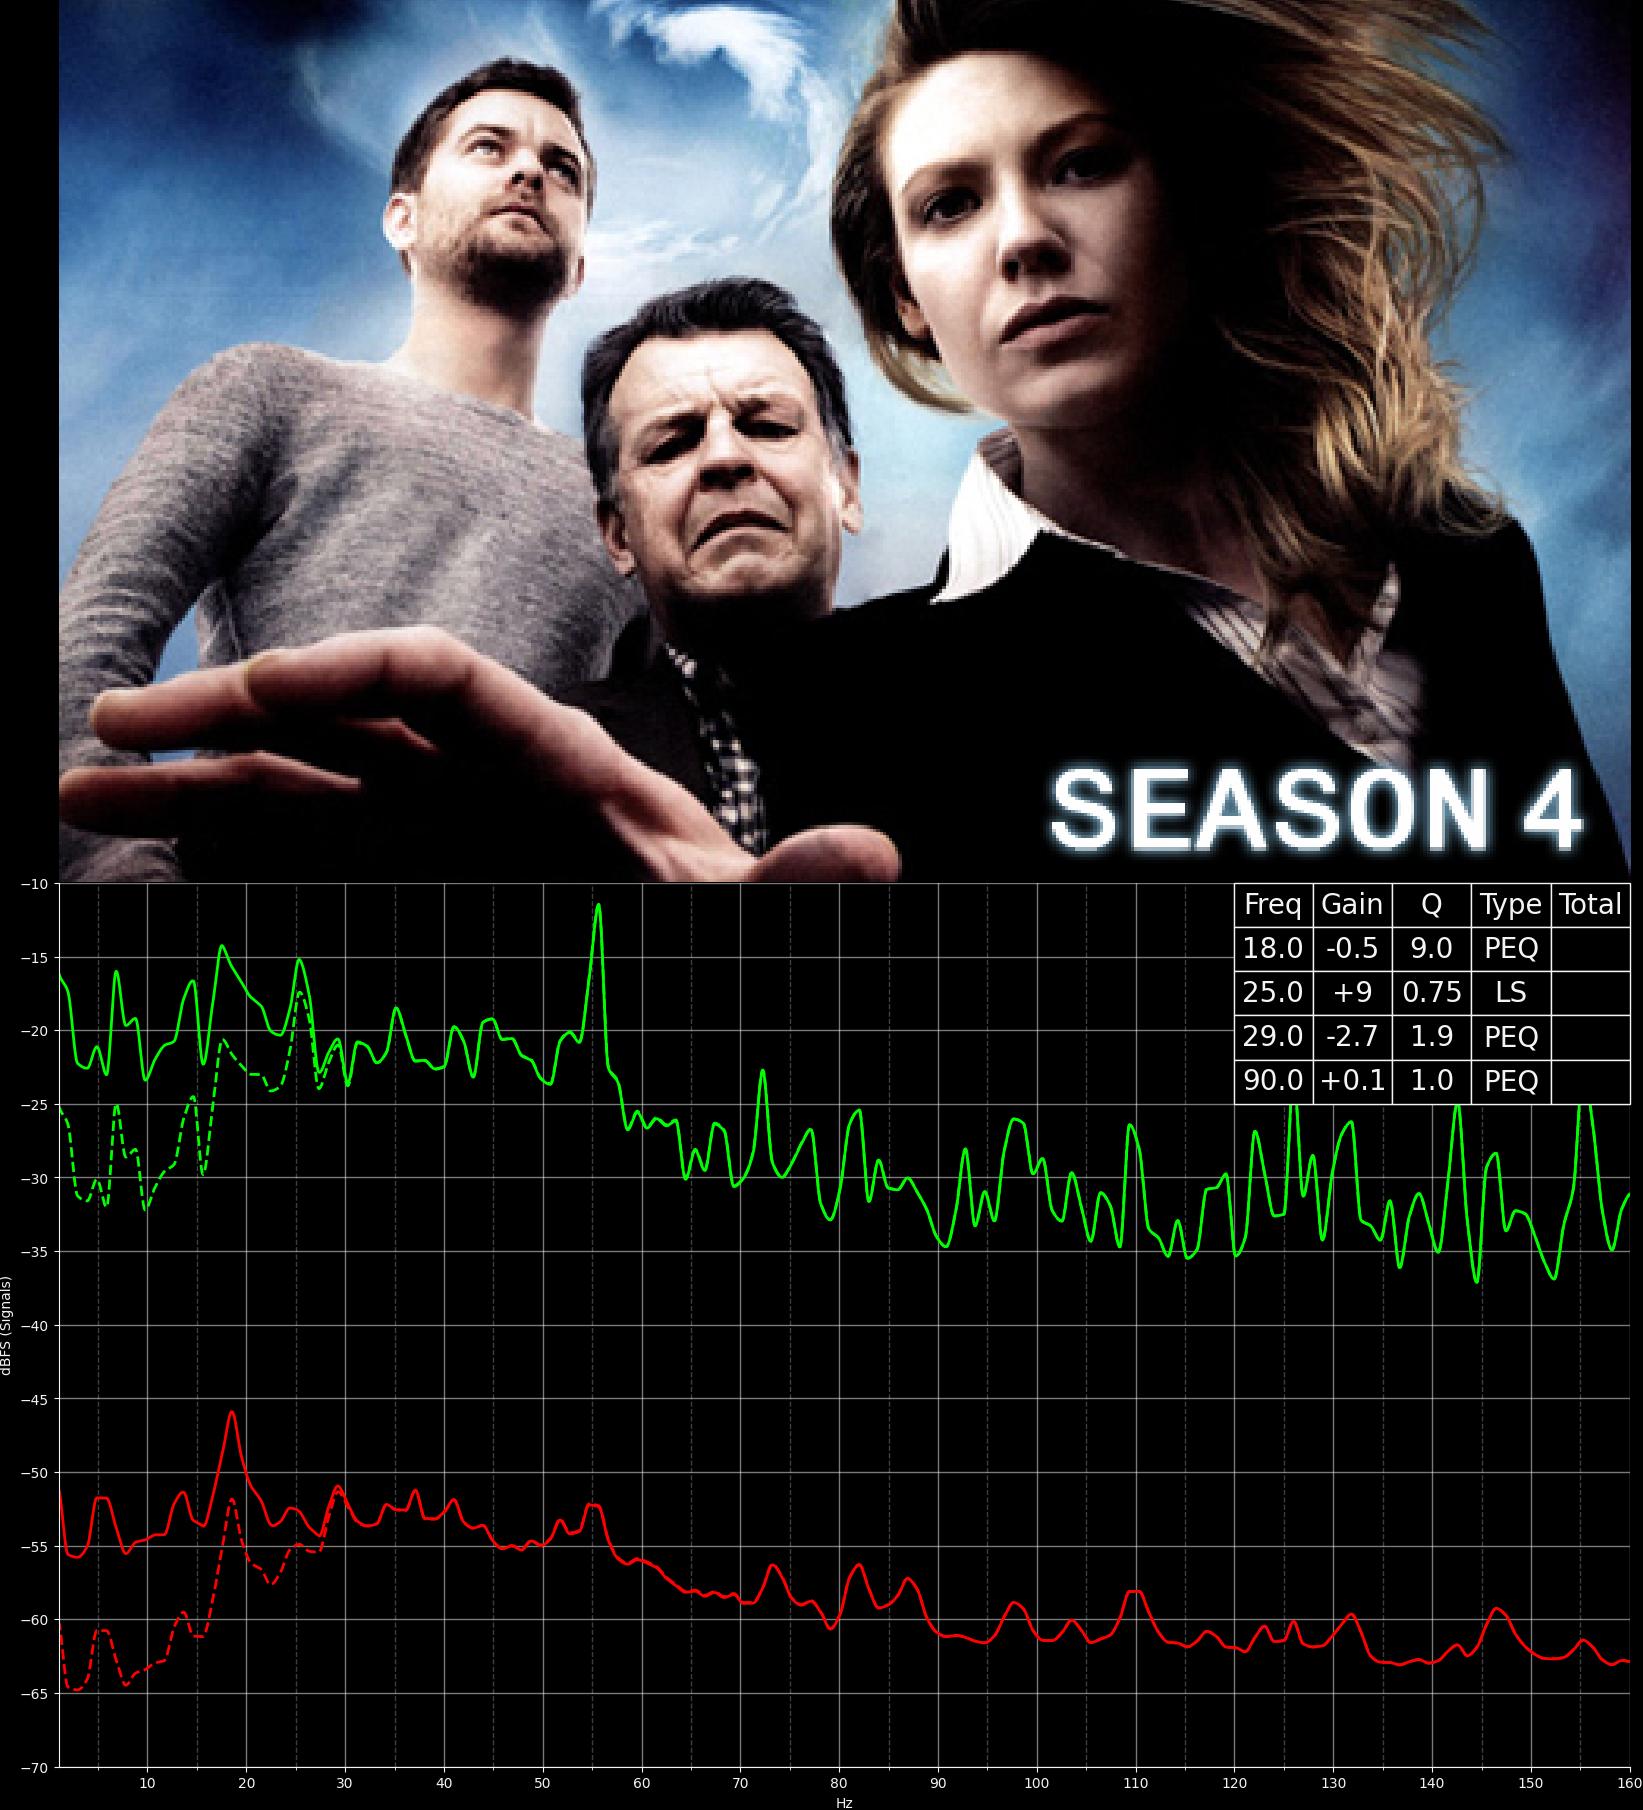 SEASON 4
Freq Gain Q Type Total
18.0 -0.5 9.0 PEQ
25.0 +9 0.75 LS
29.0 -2.7 1.9 PEQ
90.0 +0.1 1.0 PEQ
−10
−15
−20
−25
−30
−35
−40
−45
−50
−55
−60
−65
−70
dBFS (Signals)
10 20 30 40 50 60 70 80 90 100 110 120 130 140 150 160
Hz